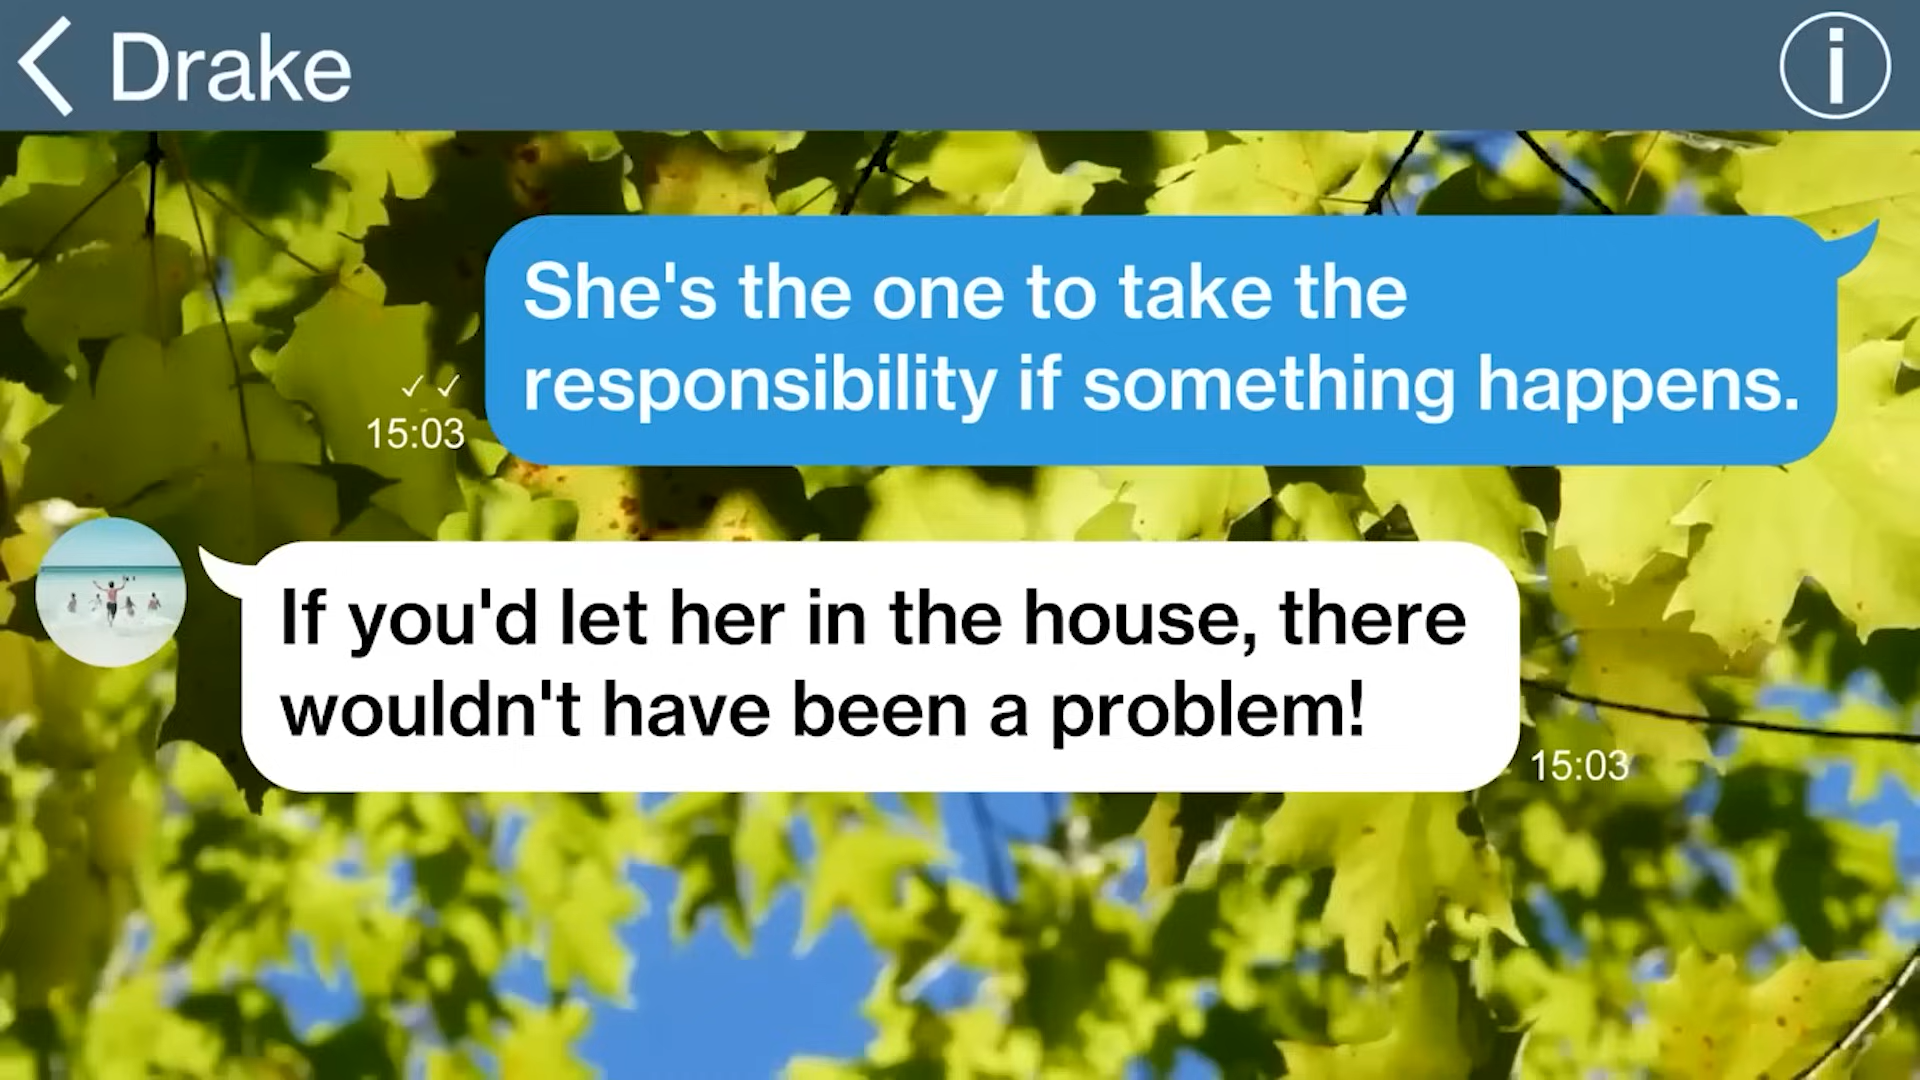 Drake
She's the one to take the
responsibility if something happens.
✓ ✓
15:03
If you'd let her in the house, there
wouldn't have been a problem!
15:03